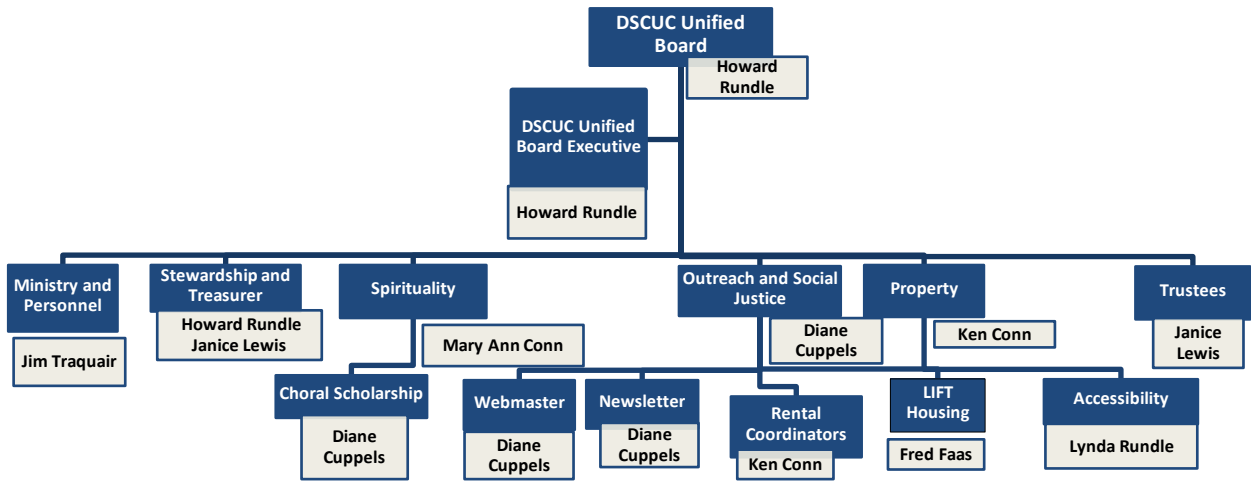 DSCUC Unified
Board
Howard
Rundle
DSCUC Unified
Board Executive
Howard Rundle
Ministry and
Personnel
Jim Traquair
Stewardship and
Treasurer
Howard Rundle
Janice Lewis
Spirituality
Mary Ann Conn
Outreach and Social
Justice
Diane
Cuppels
Property
Ken Conn
Trustees
Janice
Lewis
Choral Scholarship
Diane
Cuppels
Webmaster
Diane
Cuppels
Newsletter
Diane
Cuppels
Rental
Coordinators
Ken Conn
LIFT
Housing
Fred Faas
Accessibility
Lynda Rundle